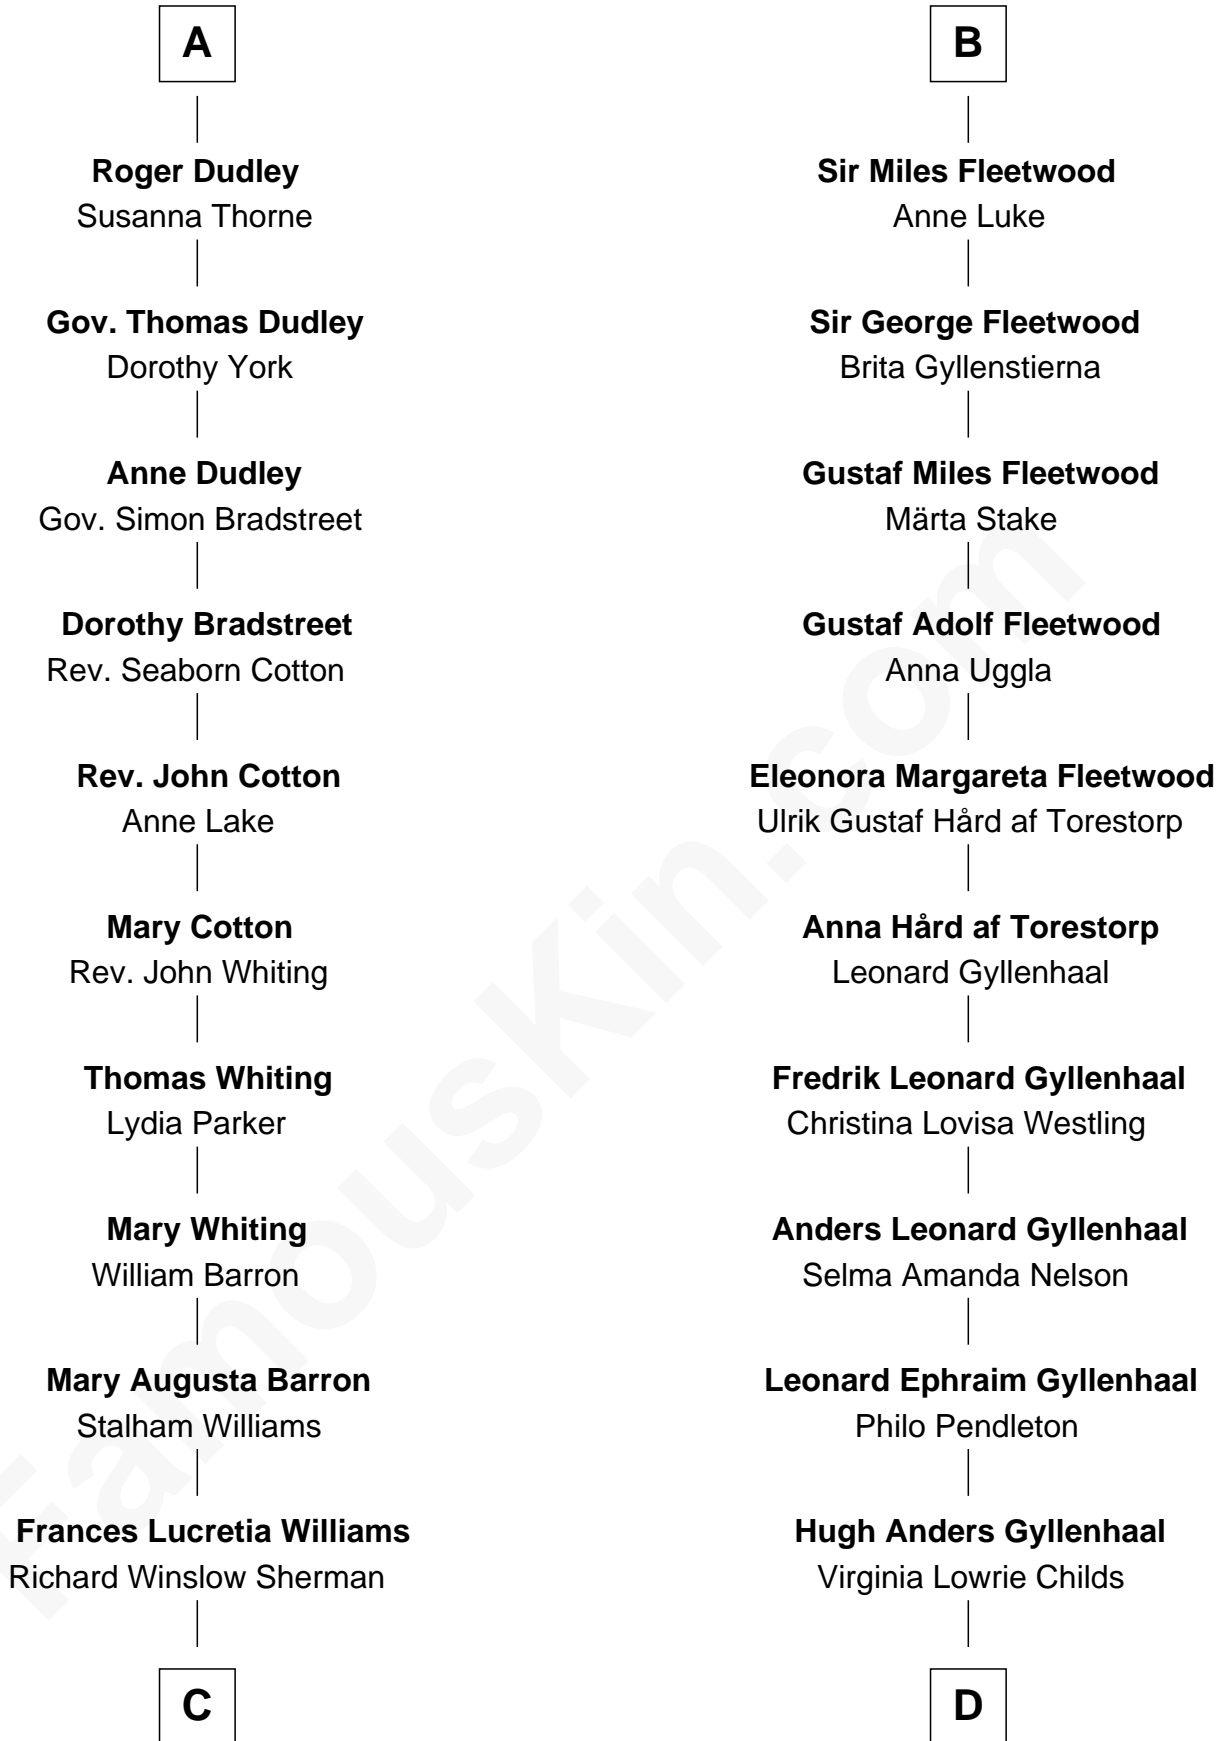 A
Roger Dudley
Susanna Thorne
Gov. Thomas Dudley
Dorothy York
Anne Dudley
Gov. Simon Bradstreet
Dorothy Bradstreet
Rev. Seaborn Cotton
Rev. John Cotton
Anne Lake
Mary Cotton
Rev. John Whiting
Thomas Whiting
Lydia Parker
Mary Whiting
William Barron
Mary Augusta Barron
Stalham Williams
Frances Lucretia Williams
Richard Winslow Sherman
C
B
Sir Miles Fleetwood
Anne Luke
Sir George Fleetwood
Brita Gyllenstierna
Gustaf Miles Fleetwood
Märta Stake
Gustaf Adolf Fleetwood
Anna Uggla
Eleonora Margareta Fleetwood
Ulrik Gustaf Hård af Torestorp
Anna Hård af Torestorp
Leonard Gyllenhaal
Fredrik Leonard Gyllenhaal
Christina Lovisa Westling
Anders Leonard Gyllenhaal
Selma Amanda Nelson
Leonard Ephraim Gyllenhaal
Philo Pendleton
Hugh Anders Gyllenhaal
Virginia Lowrie Childs
D
FamousKin.com